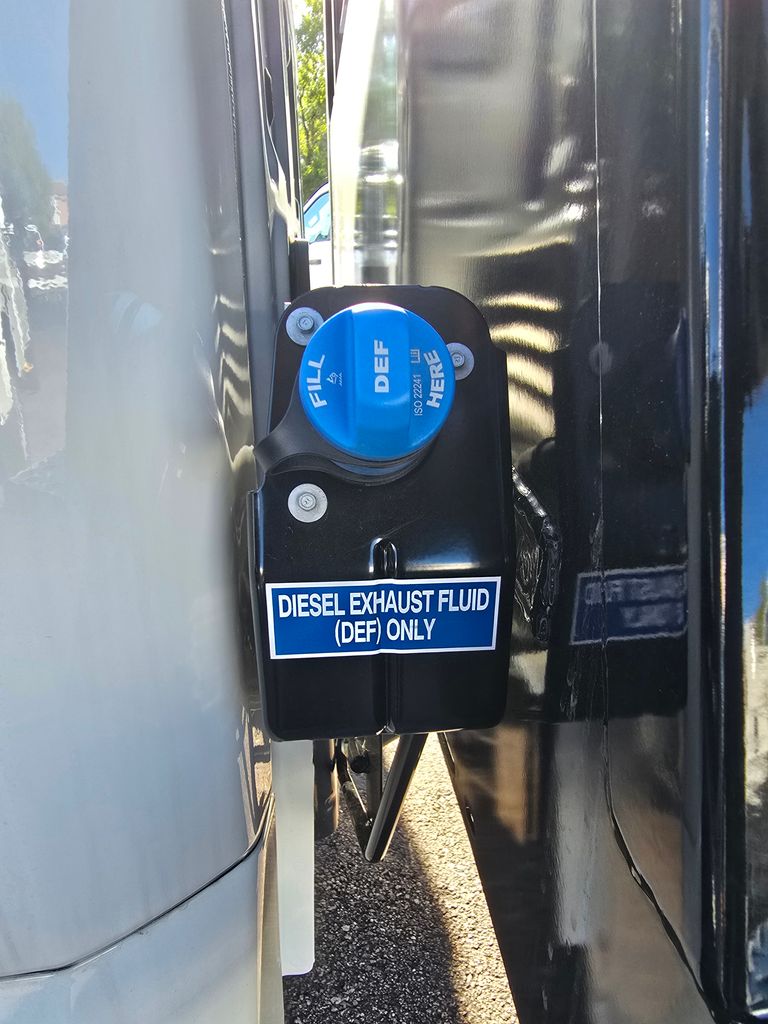 FILL
DEF
ISO 22241
HERE
DIESEL EXHAUST FLUID
(DEF) ONLY